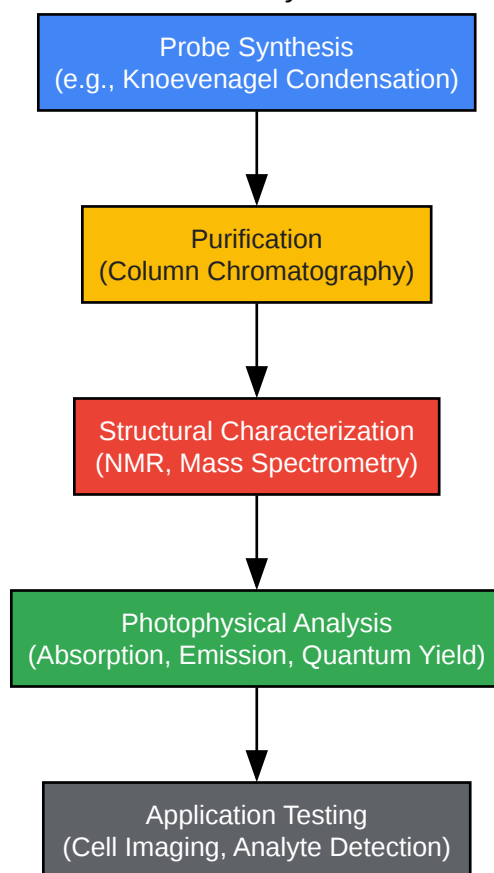 Probe Synthesis
(e.g., Knoevenagel Condensation)
Purification
(Column Chromatography)
Structural Characterization
(NMR, Mass Spectrometry)
Photophysical Analysis
(Absorption, Emission, Quantum Yield)
Application Testing
(Cell Imaging, Analyte Detection)